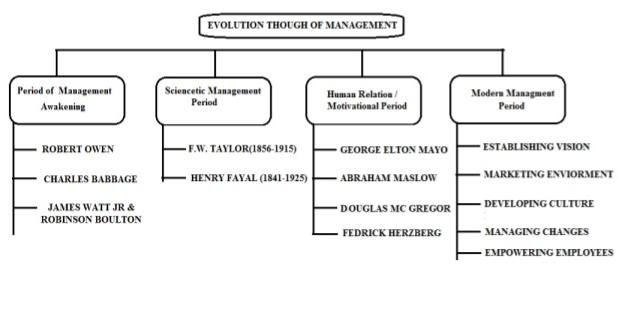 EVOLUTION THOUGH OF MANAGEMENT
Period of Management
Awakening
ROBERT OWEN
CHARLES BABBAGE
JAMES WATT JR &
ROBINSON BOULTON
Sciencetic Management
Period
F.W. TAYLOR(1856-1915)
HENRY FAYAL (1841-1925)
Human Relation /
Motivational Period
GEORGE ELTON MAYO
ABRAHAM MASLOW
DOUGLAS MC GREGOR
FEDRICK HERZBERG
Modern Managment
Period
ESTABLISHING VISION
MARKETING ENVIORMENT
DEVELOPING CULTURE
MANAGING CHANGES
EMPOWERING EMPLOYEES